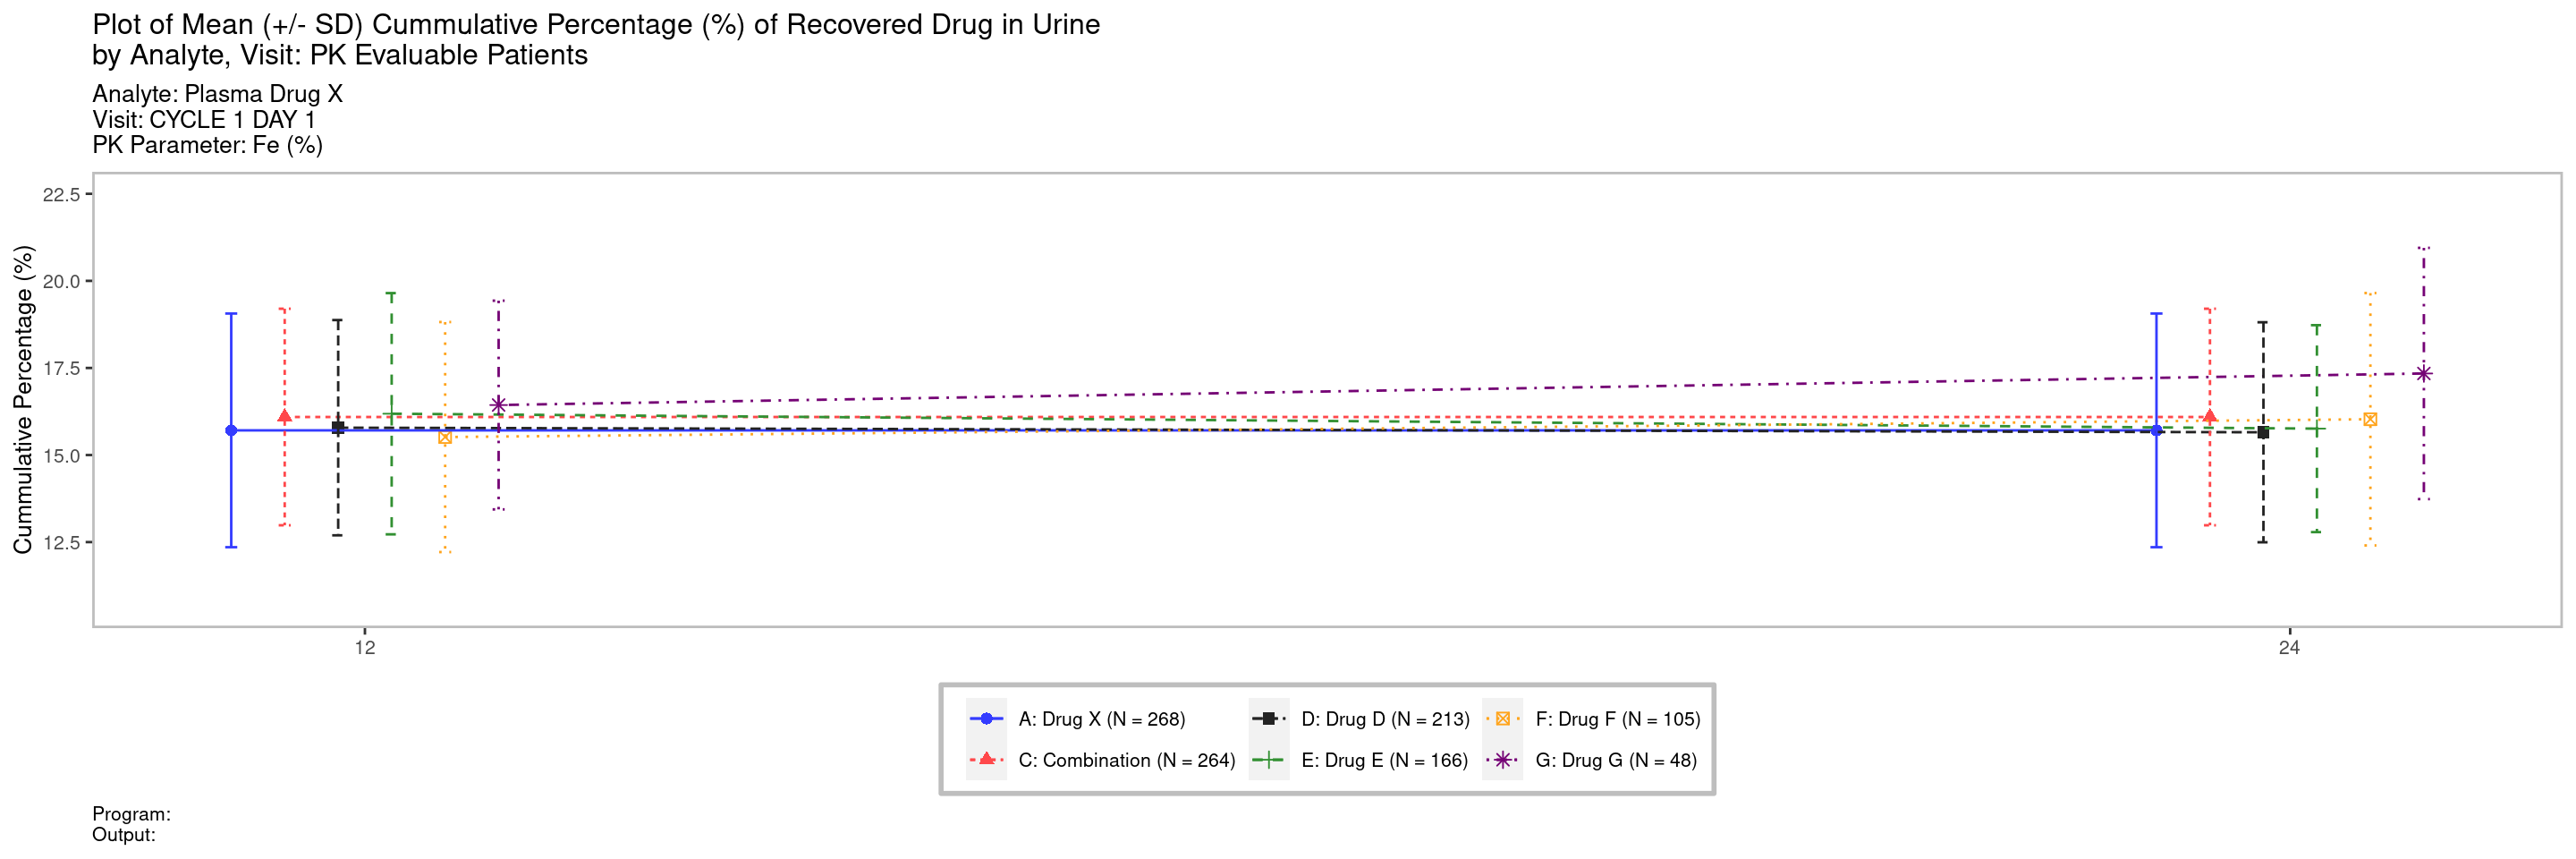 Plot of Mean (+/- SD) Cummulative Percentage (%) of Recovered Drug in Urine
by Analyte, Visit: PK Evaluable Patients
Analyte: Plasma Drug X
Visit: CYCLE 1 DAY 1
PK Parameter: Fe (%)
Cummulative Percentage (%)
22.5
20.0
17.5
15.0
12.5
12
24
A: Drug X (N = 268)
D: Drug D (N = 213)
F: Drug F (N = 105)
C: Combination (N = 264)
E: Drug E (N = 166)
G: Drug G (N = 48)
Program:
Output: